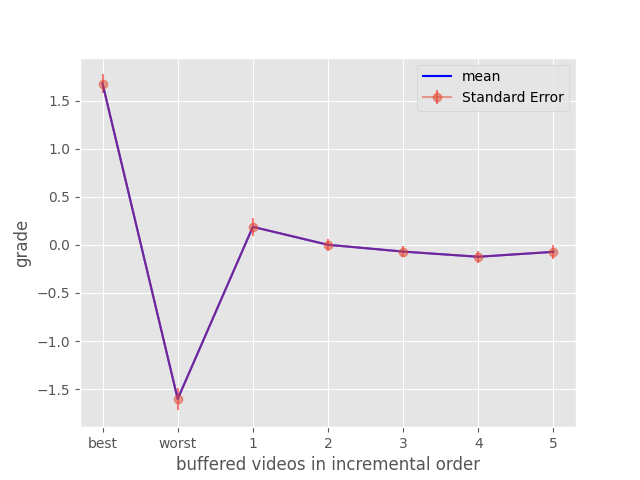 mean
Standard Error
1.5
1.0
0.5
0.0
−0.5
−1.0
−1.5
grade
best worst 1 2 3 4 5
buffered videos in incremental order